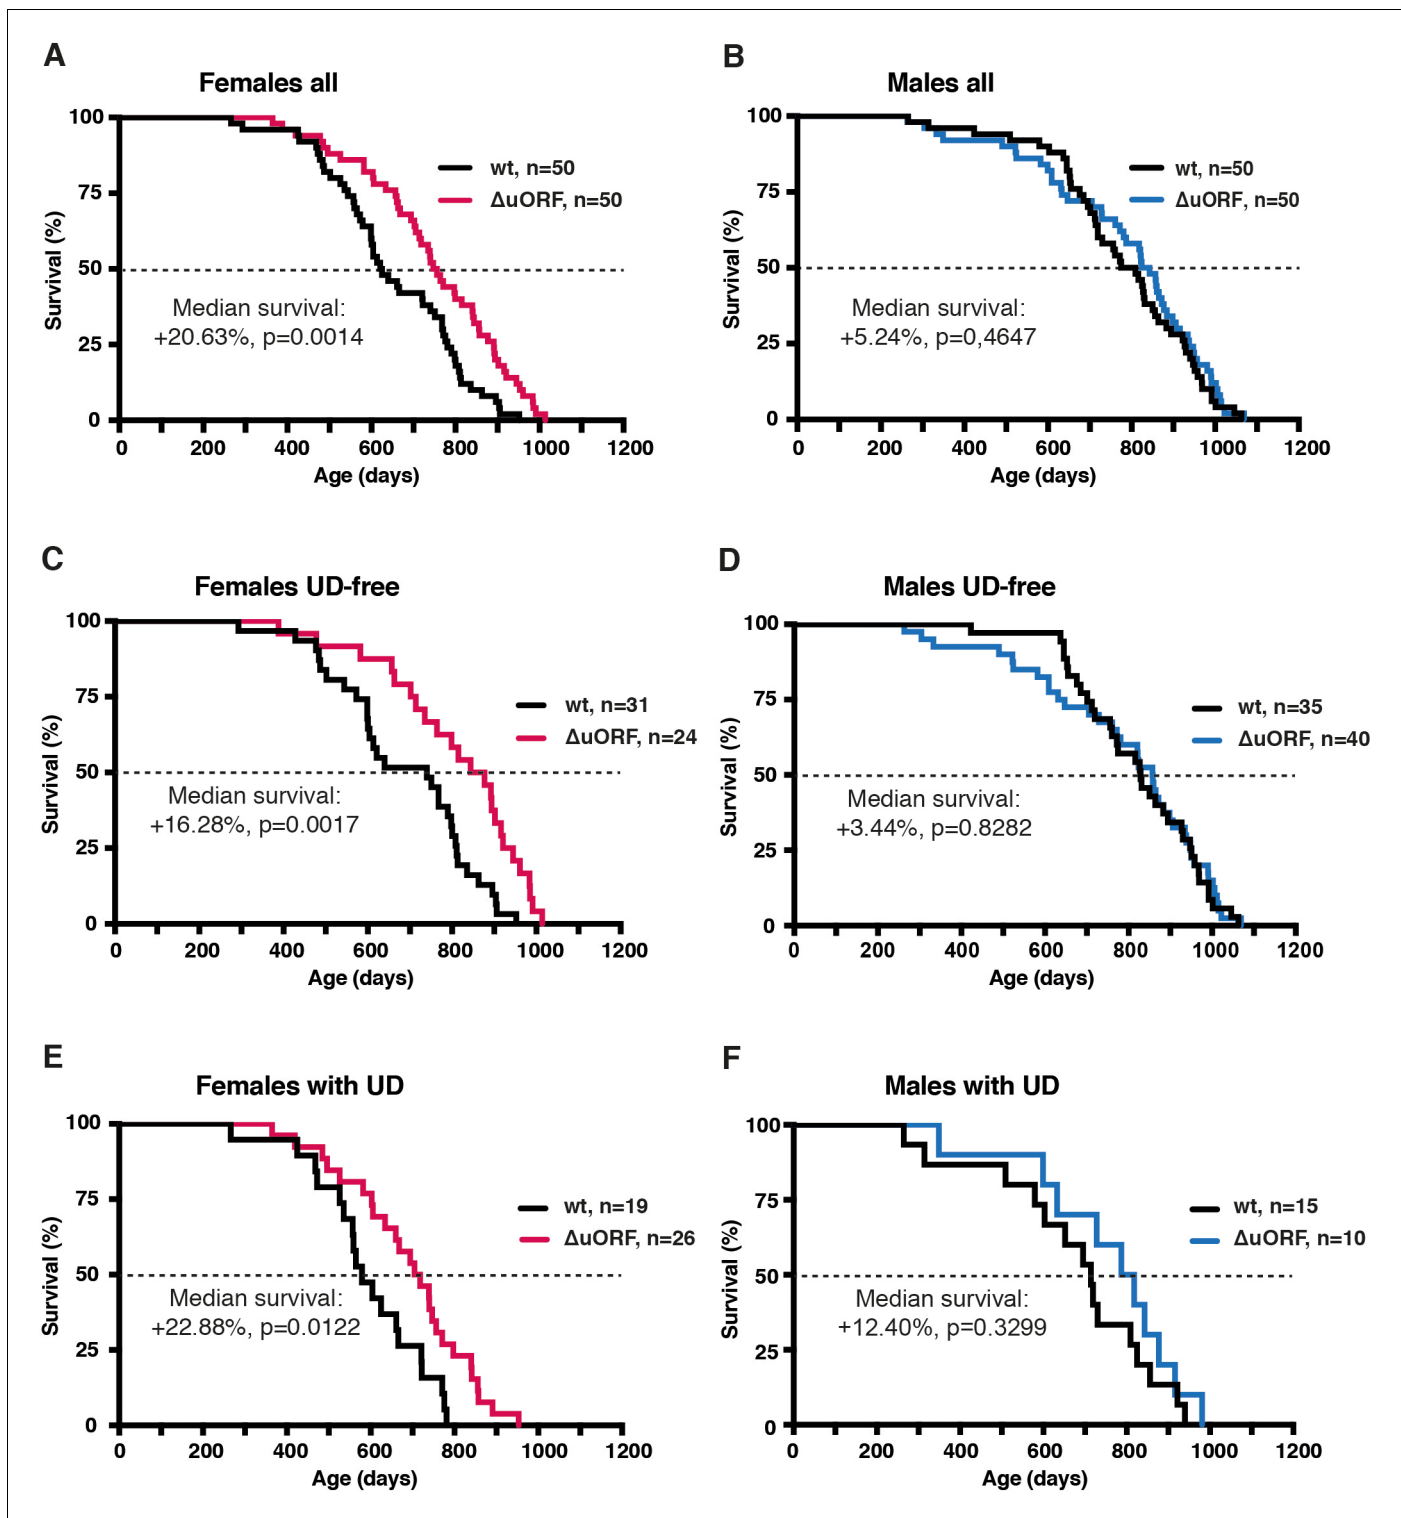 A
Females all
100
75
50
25
0
Survival (%)
wt, n=50
ΔuORF, n=50
Median survival:
+20.63%, p=0.0014
0 200 400 600 800 1000 1200
Age (days)
B
Males all
100
75
50
25
0
Survival (%)
wt, n=50
ΔuORF, n=50
Median survival:
+5.24%, p=0,4647
0 200 400 600 800 1000 1200
Age (days)
C
Females UD-free
100
75
50
25
0
Survival (%)
wt, n=31
ΔuORF, n=24
Median survival:
+16.28%, p=0.0017
0 200 400 600 800 1000 1200
Age (days)
D
Males UD-free
100
75
50
25
0
Survival (%)
wt, n=35
ΔuORF, n=40
Median survival:
+3.44%, p=0.8282
0 200 400 600 800 1000 1200
Age (days)
E
Females with UD
100
75
50
25
0
Survival (%)
wt, n=19
ΔuORF, n=26
Median survival:
+22.88%, p=0.0122
0 200 400 600 800 1000 1200
Age (days)
F
Males with UD
100
75
50
25
0
Survival (%)
wt, n=15
ΔuORF, n=10
Median survival:
+12.40%, p=0.3299
0 200 400 600 800 1000 1200
Age (days)